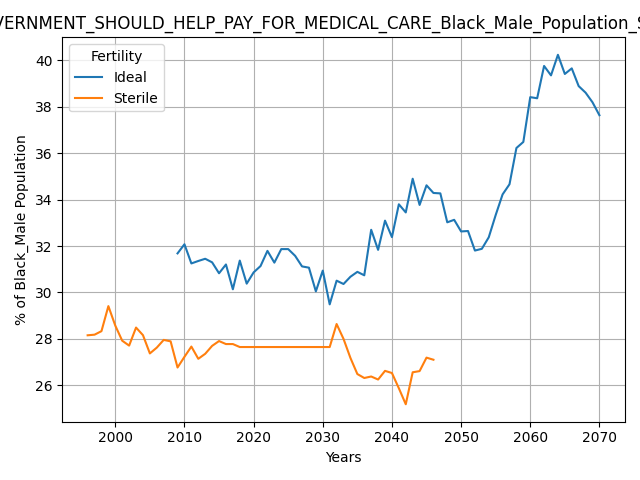 VERNMENT_SHOULD_HELP_PAY_FOR_MEDICAL_CARE_Black_Male_Population_S
Fertility
Ideal
Sterile
% of Black_Male Population
40
38
36
34
32
30
28
26
2000 2010 2020 2030 2040 2050 2060 2070
Years